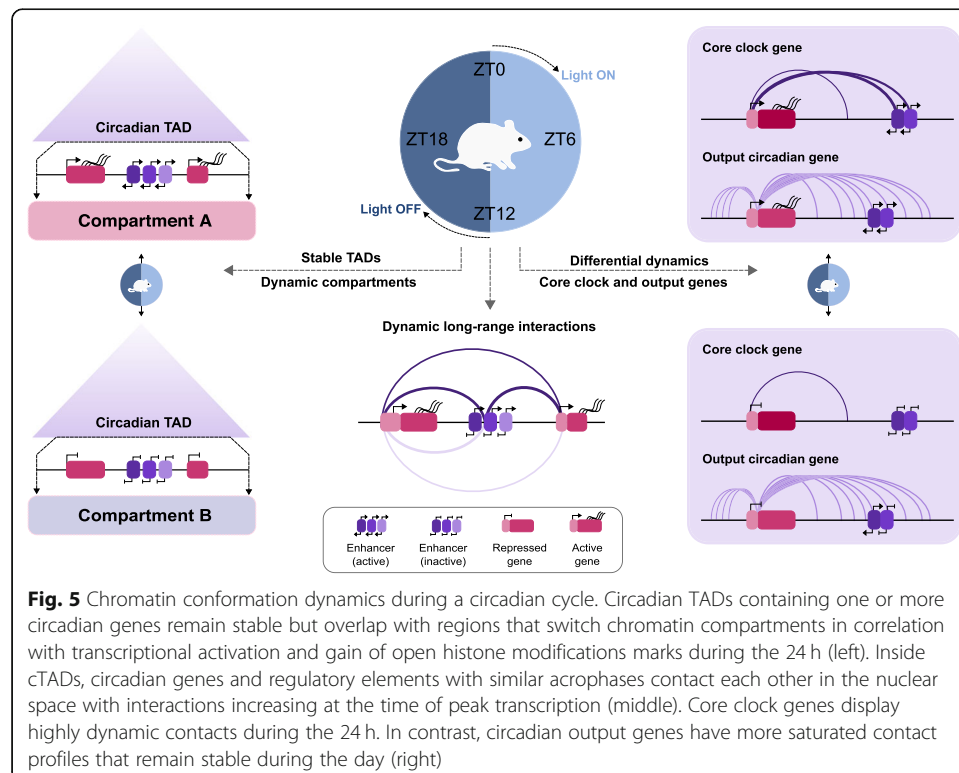 Circadian TAD
Compartment A
Circadian TAD
Compartment B
ZT0
Light ON
ZT18
ZT6
Light OFF
ZT12
Stable TADs
Dynamic compartments
Differential dynamics
Core clock and output genes
Dynamic long-range interactions
Enhancer
(active)
Enhancer
(inactive)
Repressed
gene
Active
gene
Core clock gene
Output circadian gene
Core clock gene
Output circadian gene
Fig. 5 Chromatin conformation dynamics during a circadian cycle. Circadian TADs containing one or more
circadian genes remain stable but overlap with regions that switch chromatin compartments in correlation
with transcriptional activation and gain of open histone modifications marks during the 24 h (left). Inside
cTADs, circadian genes and regulatory elements with similar acrophases contact each other in the nuclear
space with interactions increasing at the time of peak transcription (middle). Core clock genes display
highly dynamic contacts during the 24 h. In contrast, circadian output genes have more saturated contact
profiles that remain stable during the day (right)